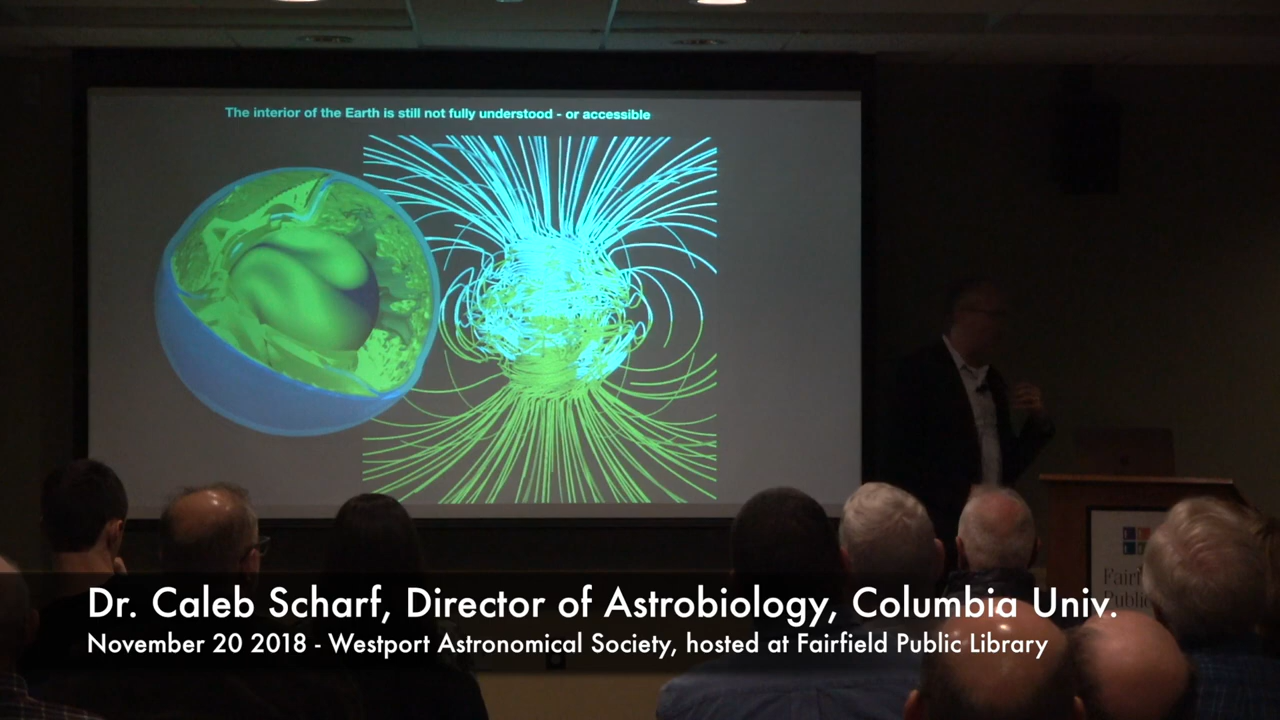 The interior of the Earth is still not fully understood - or accessible
Dr. Caleb Scharf, Director of Astrobiology, Columbia Univ.
November 20 2018 - Westport Astronomical Society, hosted at Fairfield Public Library